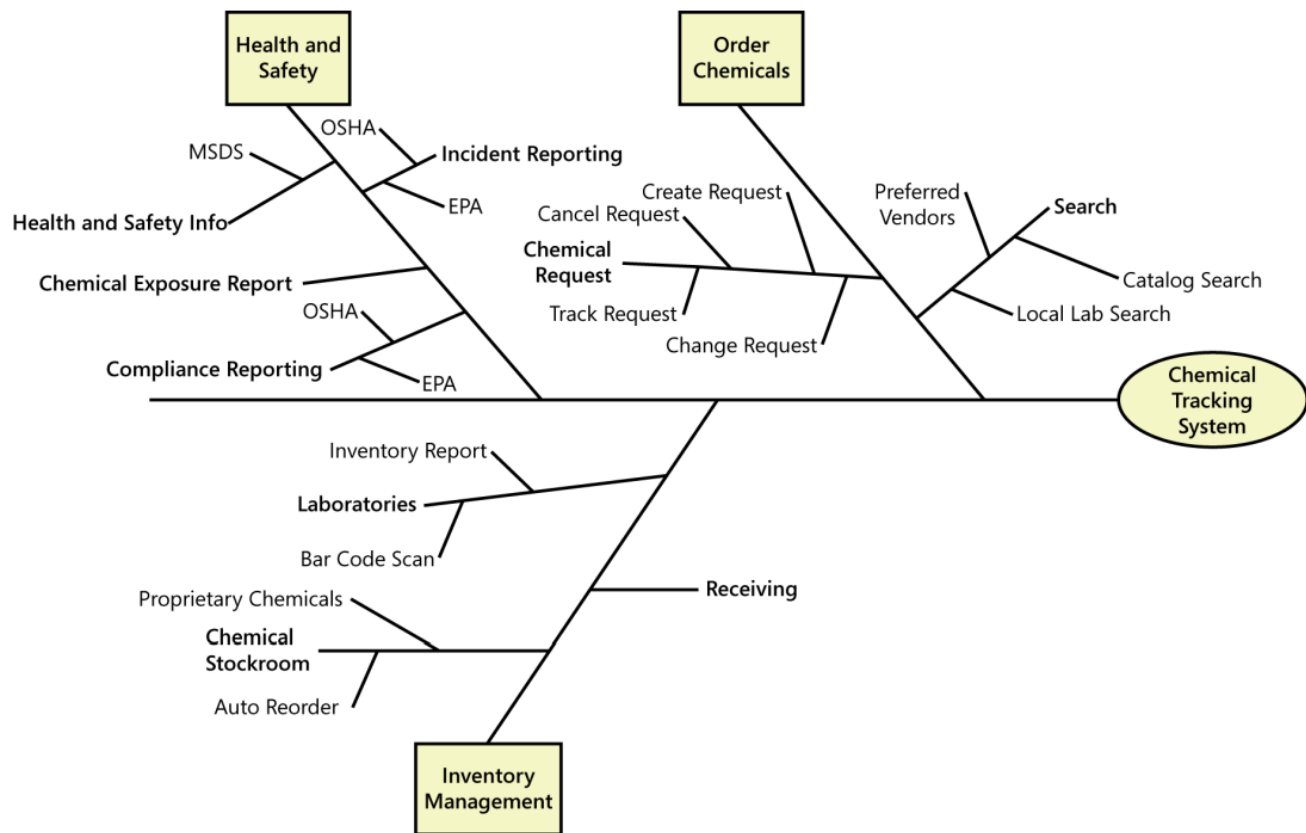 Health and
Safety
Order
Chemicals
OSHA
MSDS
Incident Reporting
EPA
Health and Safety Info
Chemical Exposure Report
OSHA
Compliance Reporting
EPA
Create Request
Cancel Request
Chemical
Request
Track Request
Change Request
Preferred
Vendors
Search
Catalog Search
Local Lab Search
Chemical
Tracking
System
Inventory Report
Laboratories
Bar Code Scan
Receiving
Proprietary Chemicals
Chemical
Stockroom
Auto Reorder
Inventory
Management